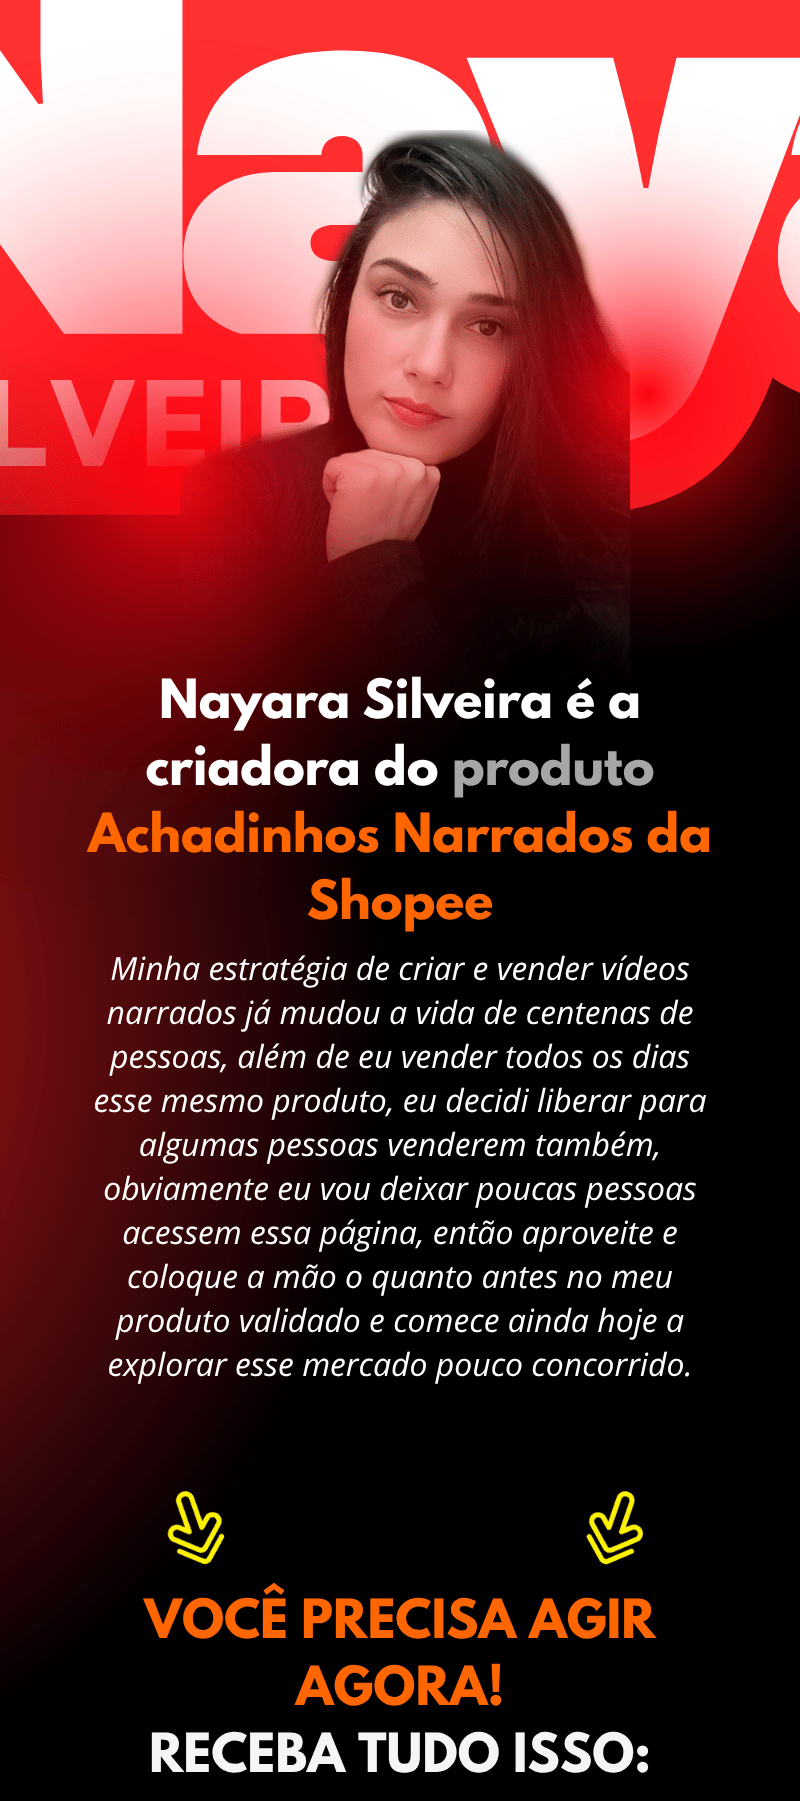 Naya
LVEIR
Nayara Silveira é a
criadora do produto
Achadinhos Narrados da
Shopee
Minha estratégia de criar e vender vídeos
narrados já mudou a vida de centenas de
pessoas, além de eu vender todos os dias
esse mesmo produto, eu decidi liberar para
algumas pessoas venderem também,
obviamente eu vou deixar poucas pessoas
acessem essa página, então aproveite e
coloque a mão o quanto antes no meu
produto validado e comece ainda hoje a
explorar esse mercado pouco concorrido.
VOCÊ PRECISA AGIR
AGORA!
RECEBA TUDO ISSO: